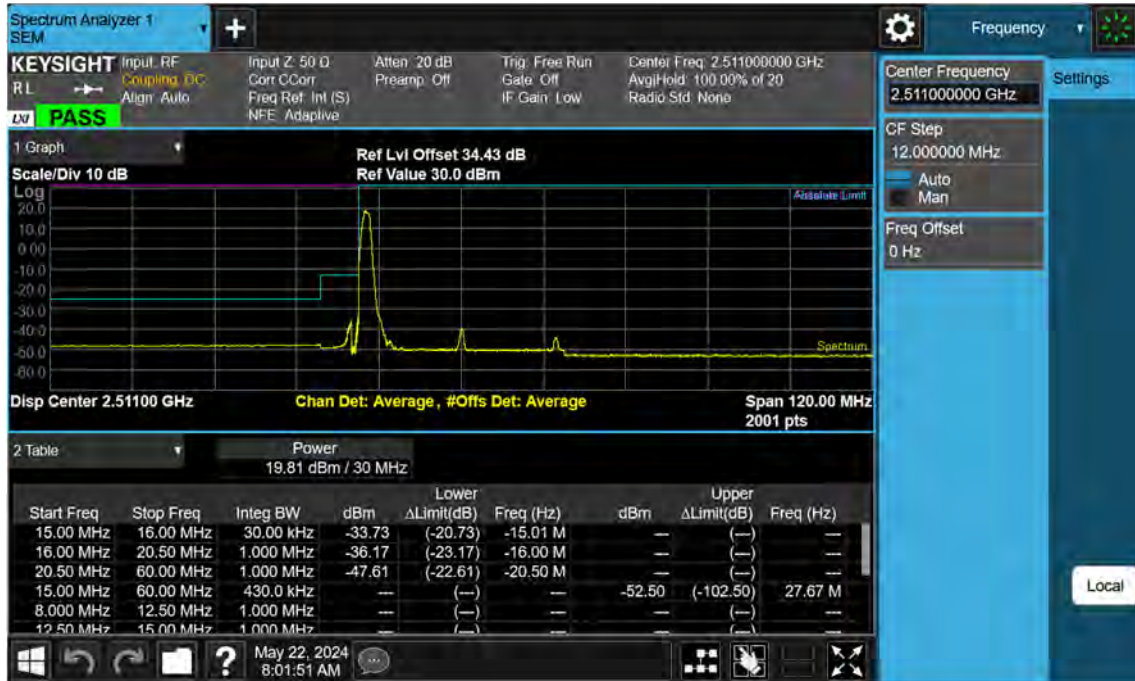 Spectrum Analyzer 1
SEM
+
Frequency
KEYSIGHT
Input: RF
Coupling: DC
Align: Auto
Input Z: 50 Ω
Corr CCorr
Freq Ref: Int (S)
NFE: Adaptive
Atten: 20 dB
Preamp: Off
Trig: Free Run
Gate: Off
IF Gain: Low
Center Freq: 2.511000000 GHz
Avg|Hold: 100.00% of 20
Radio Std: None
RL
LXI
PASS
Center Frequency
2.511000000 GHz
Settings
CF Step
12.000000 MHz
Auto
Man
Freq Offset
0 Hz
Local
1 Graph
Scale/Div 10 dB
Ref Lvl Offset 34.43 dB
Ref Value 30.0 dBm
Log
Absolute Limit
20.0
10.0
0.00
-10.0
-20.0
-30.0
-40.0
-50.0
-60.0
Spectrum
Disp Center 2.51100 GHz
Chan Det: Average, #Offs Det: Average
Span 120.00 MHz
2001 pts
2 Table
Power
19.81 dBm / 30 MHz
Lower Upper
Start Freq Stop Freq Integ BW dBm ΔLimit(dB) Freq (Hz) dBm ΔLimit(dB) Freq (Hz)
15.00 MHz 16.00 MHz 30.00 kHz -33.73 (-20.73) -15.01 M --- (---) ---
16.00 MHz 20.50 MHz 1.000 MHz -36.17 (-23.17) -16.00 M --- (---) ---
20.50 MHz 60.00 MHz 1.000 MHz -47.61 (-22.61) -20.50 M --- (---) ---
15.00 MHz 60.00 MHz 430.0 kHz --- (---) --- -52.50 (-102.50) 27.67 M
8.000 MHz 12.50 MHz 1.000 MHz --- (---) --- --- (---) ---
12.50 MHz 15.00 MHz 1.000 MHz --- (---) --- --- (---) ---
?
May 22, 2024
8:01:51 AM